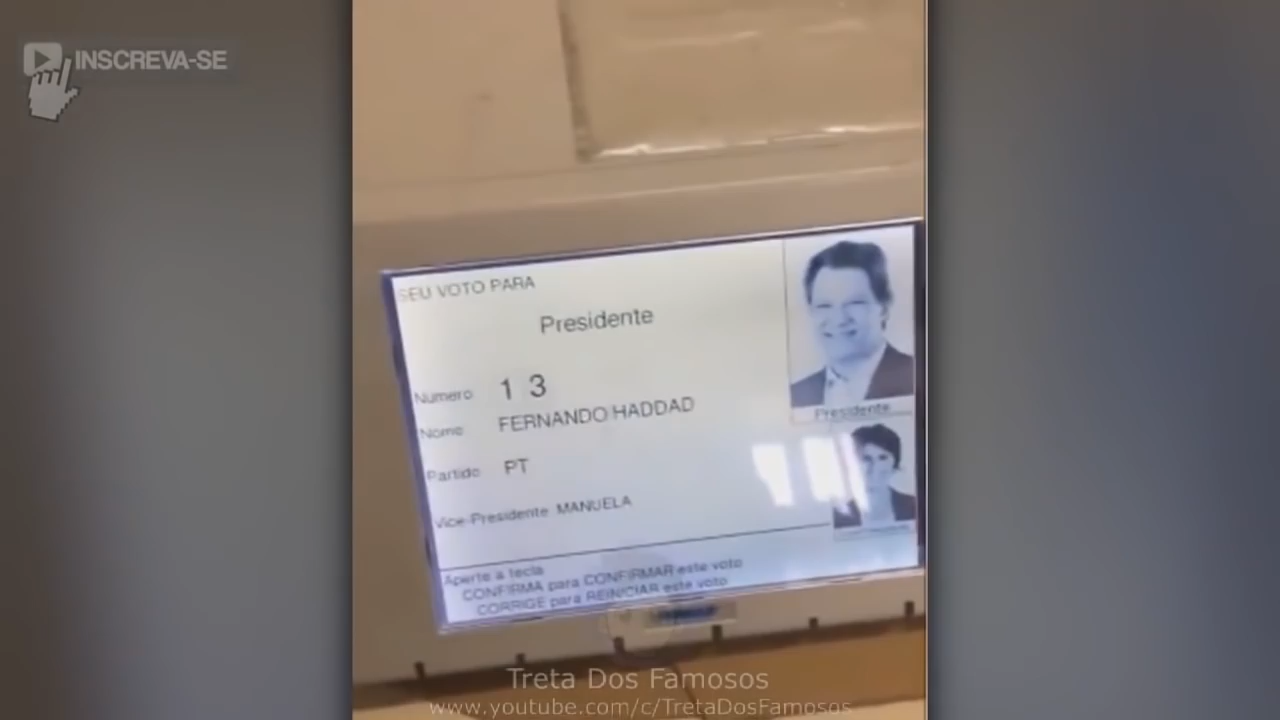 INSCREVA-SE
SEU VOTO PARA
Presidente
Número 1 3
Nome FERNANDO HADDAD
Partido PT
Vice-Presidente MANUELA
Presidente
Aperte a tecla
CONFIRMA para CONFIRMAR este voto
CORRIGE para REINICIAR este voto
Treta Dos Famosos
www.youtube.com/c/TretaDosFamosos